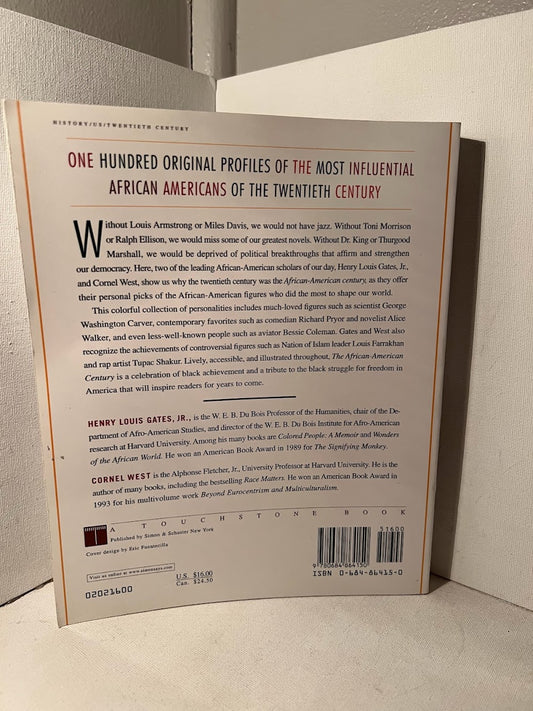 HISTORY/US/TWENTIETH CENTURY
ONE HUNDRED ORIGINAL PROFILES OF THE MOST INFLUENTIAL
AFRICAN AMERICANS OF THE TWENTIETH CENTURY
Without Louis Armstrong or Miles Davis, we would not have jazz. Without Toni Morrison
or Ralph Ellison, we would miss some of our greatest novels. Without Dr. King or Thurgood
Marshall, we would be deprived of political breakthroughs that affirm and strengthen
our democracy. Here, two of the leading African-American scholars of our day, Henry Louis Gates, Jr.,
and Cornel West, show us why the twentieth century was the African-American century, as they offer
their personal picks of the African-American figures who did the most to shape our world.
This colorful collection of personalities includes much-loved figures such as scientist George
Washington Carver, contemporary favorites such as comedian Richard Pryor and novelist Alice
Walker, and even less-well-known people such as aviator Bessie Coleman. Gates and West also
recognize the achievements of controversial figures such as Nation of Islam leader Louis Farrakhan
and rap artist Tupac Shakur. Lively, accessible, and illustrated throughout, The African-American
Century is a celebration of black achievement and a tribute to the black struggle for freedom in
America that will inspire readers for years to come.
HENRY LOUIS GATES, JR., is the W. E. B. Du Bois Professor of the Humanities, chair of the De-
partment of Afro-American Studies, and director of the W. E. B. Du Bois Institute for Afro-American
research at Harvard University. Among his many books are Colored People: A Memoir and Wonders
of the African World. He won an American Book Award in 1989 for The Signifying Monkey.
CORNEL WEST is the Alphonse Fletcher, Jr., University Professor at Harvard University. He is the
author of many books, including the bestselling Race Matters. He won an American Book Award in
1993 for his multivolume work Beyond Eurocentrism and Multiculturalism.
A TOUCHSTONE BOOK
Published by Simon & Schuster New York
Cover design by Eric Fuentecilla
Visit us online at www.simonsays.com
U.S. $16.00
Can. $24.50
02021600
51600
9 780684 864150
ISBN 0-684-86415-0